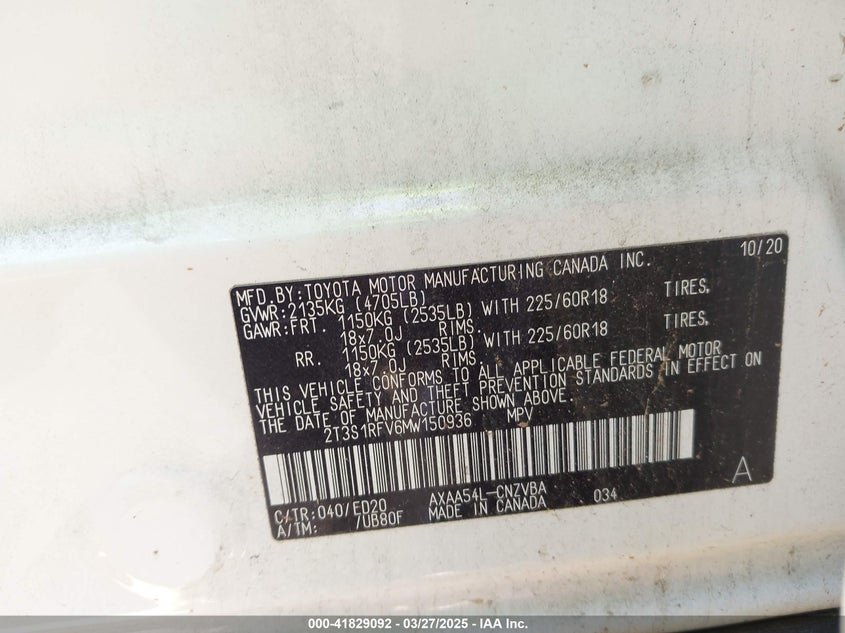 MFD.BY:TOYOTA MOTOR MANUFACTURING CANADA INC. 10/20
GVWR:2135KG (4705LB)
GAWR:FRT. 1150KG (2535LB) WITH 225/60R18 TIRES,
18x7.0J RIMS.
RR. 1150KG (2535LB) WITH 225/60R18 TIRES,
18x7.0J RIMS.
THIS VEHICLE CONFORMS TO ALL APPLICABLE FEDERAL MOTOR
VEHICLE SAFETY AND THEFT PREVENTION STANDARDS IN EFFECT ON
THE DATE OF MANUFACTURE SHOWN ABOVE.
2T3S1RFV6MW150936 MPV
A
C/TR:040/ED20 AXAA54L-CNZVBA 034
A/TM: 7UB80F MADE IN CANADA
000-41829092 - 03/27/2025 - IAA Inc.